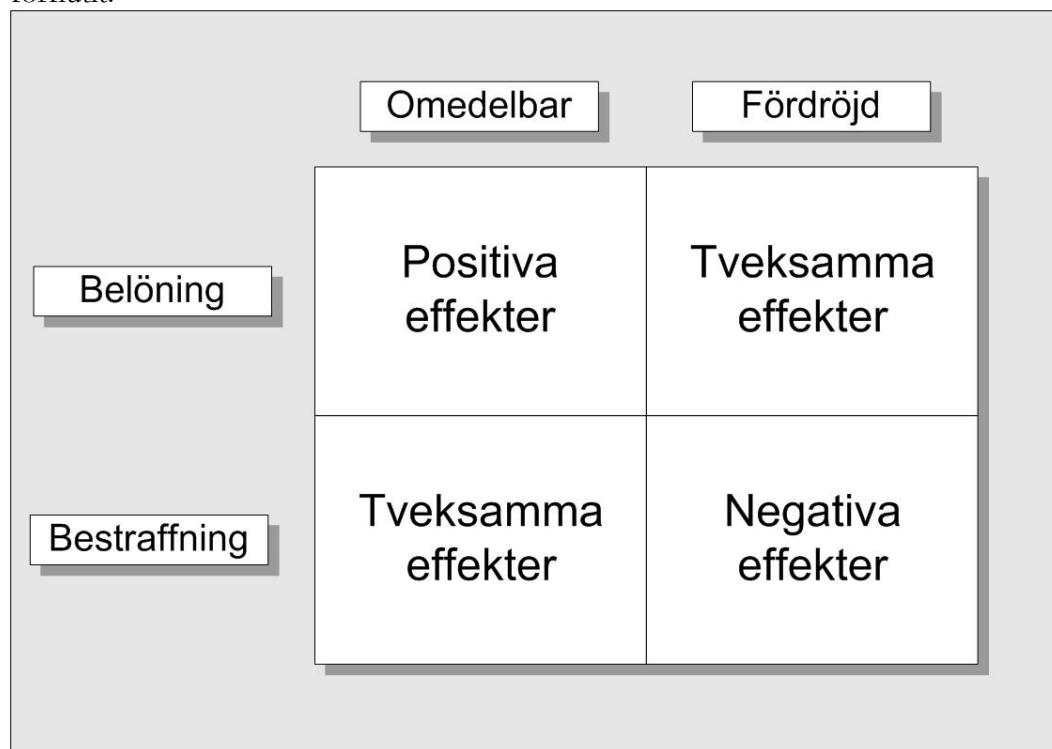 Omedelbar Fördröjd
Belöning
Positiva
effekter
Tveksamma
effekter
Bestraffning
Tveksamma
effekter
Negativa
effekter